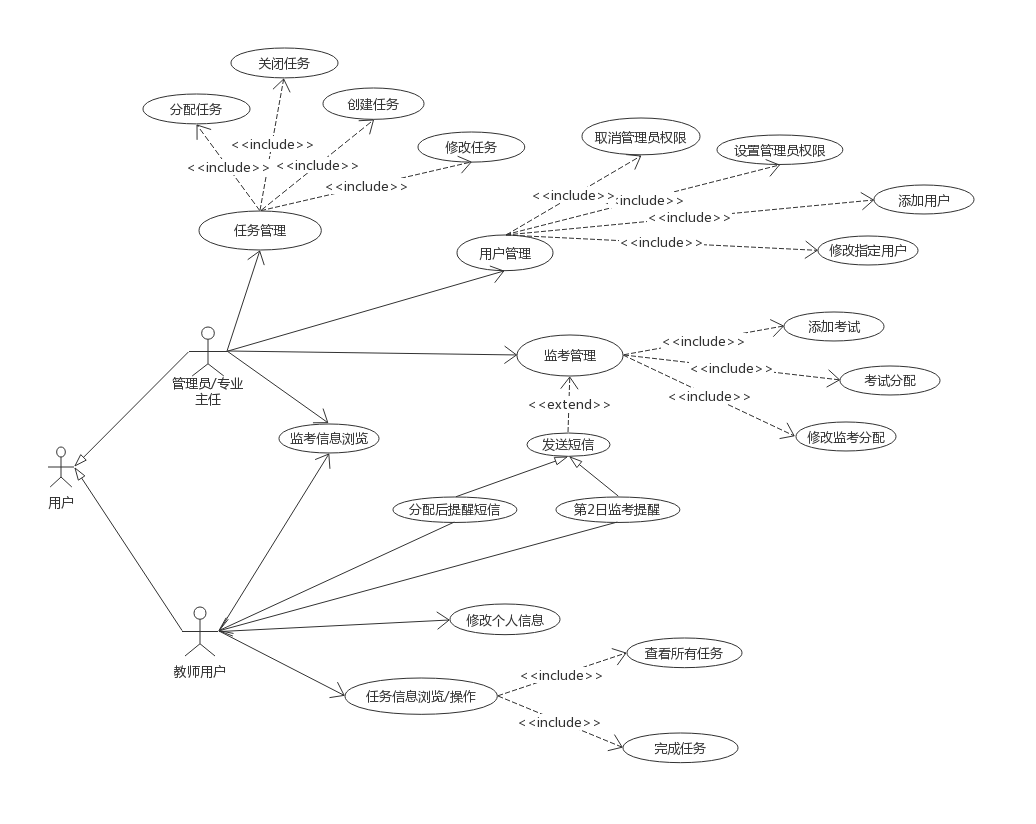 关闭任务
分配任务
创建任务
<<include>>
<<include>>
<<include>>
修改任务
<<include>>
任务管理
取消管理员权限
设置管理员权限
<<include>>
:include>>
添加用户
<<include>>
<<include>>
修改指定用户
用户管理
管理员/专业
主任
监考管理
<<include>>
添加考试
<<include>>
考试分配
<<include>>
修改监考分配
<<extend>>
监考信息浏览
发送短信
用户
分配后提醒短信
第2日监考提醒
教师用户
修改个人信息
任务信息浏览/操作
<<include>>
查看所有任务
<<include>>
完成任务